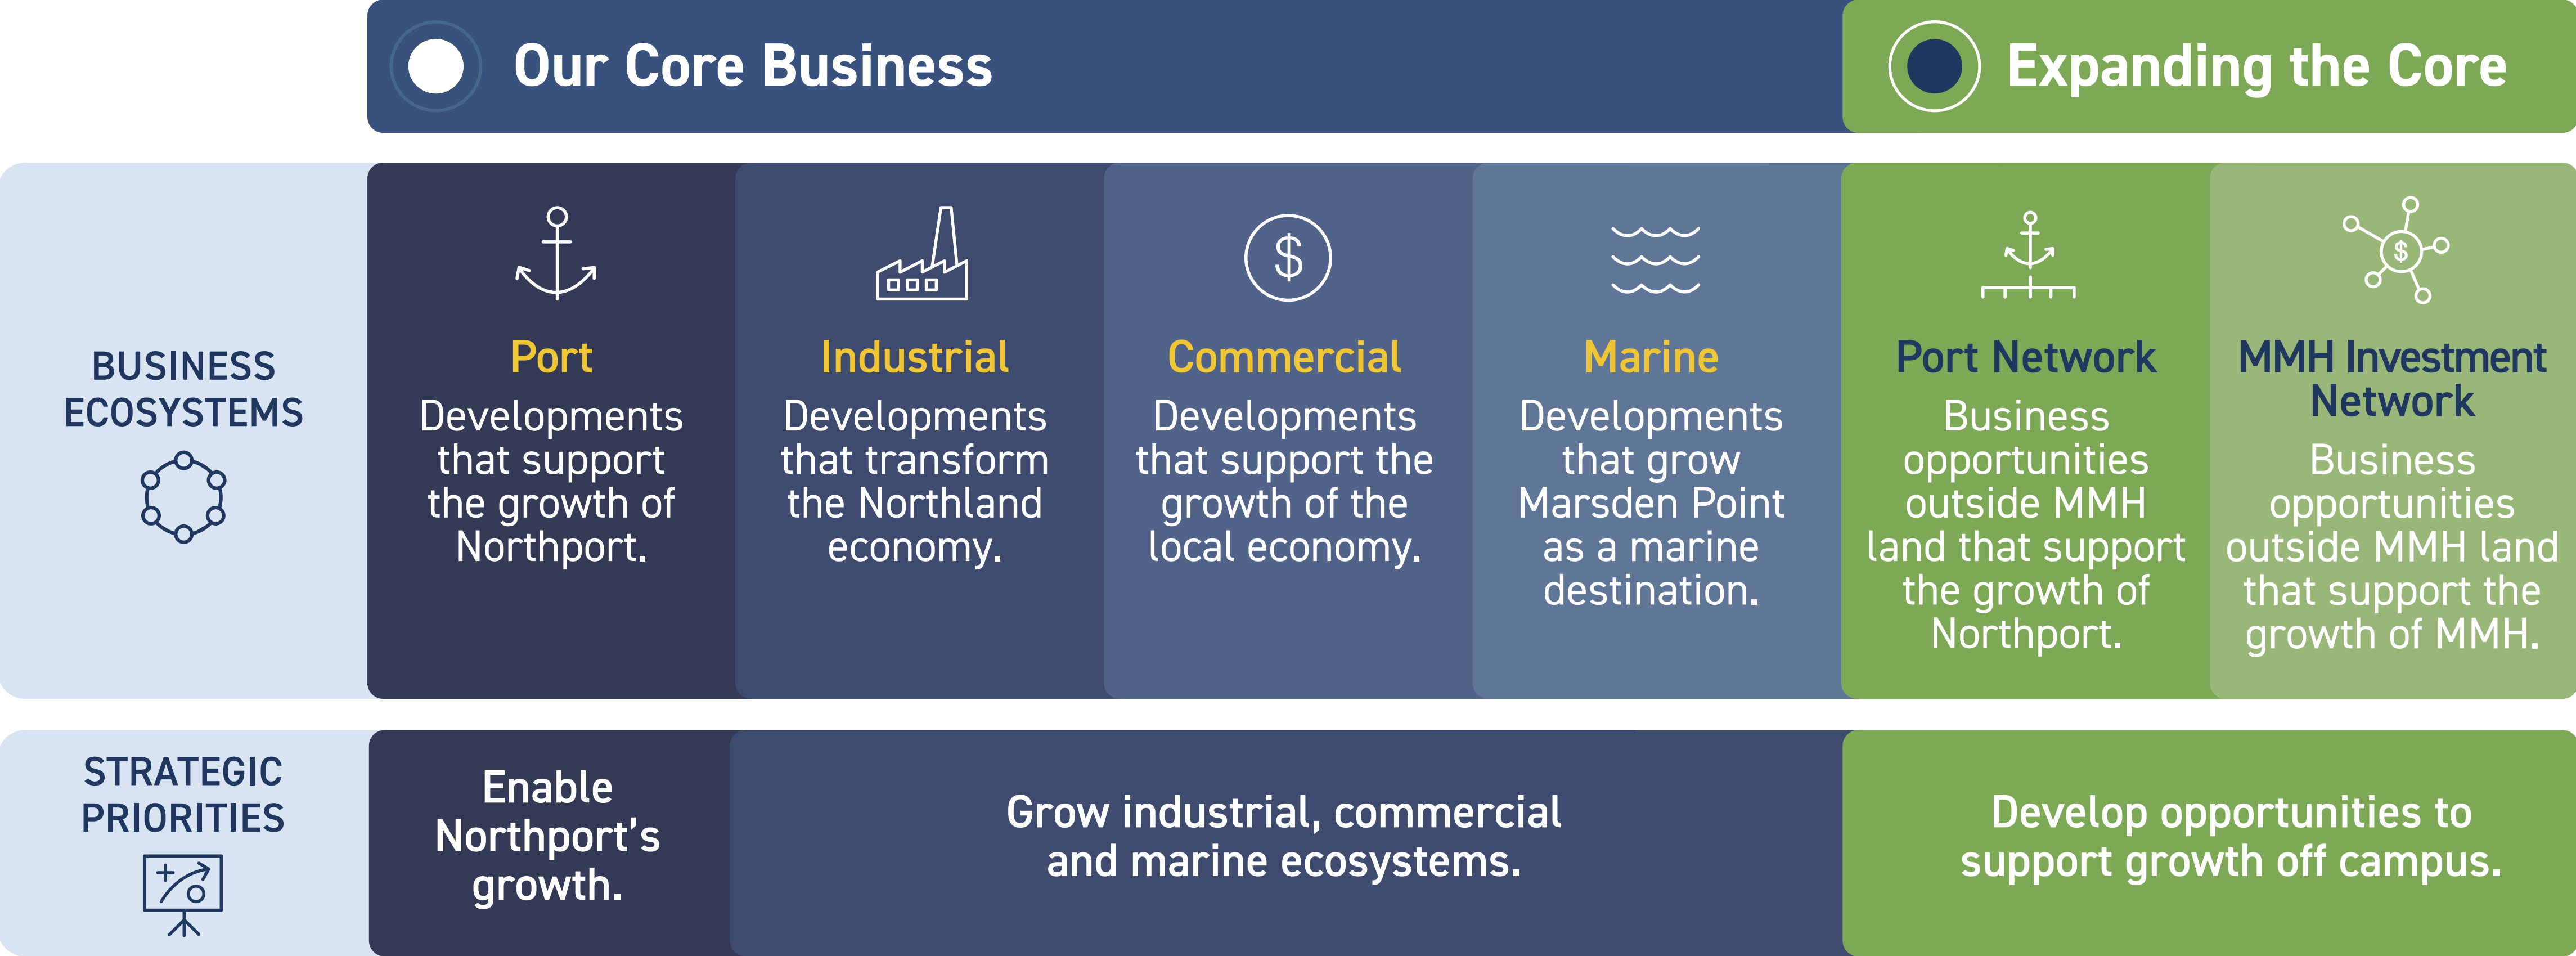 Our Core Business
Expanding the Core
BUSINESS
ECOSYSTEMS
Port
Developments
that support
the growth of
Northport.
Industrial
Developments
that transform
the Northland
economy.
$
Commercial
Developments
that support the
growth of the
local economy.
Marine
Developments
that grow
Marsden Point
as a marine
destination.
Port Network
Business
opportunities
outside MMH
land that support
the growth of
Northport.
$
MMH Investment
Network
Business
opportunities
outside MMH land
that support the
growth of MMH.
STRATEGIC
PRIORITIES
Enable
Northport’s
growth.
Grow industrial, commercial
and marine ecosystems.
Develop opportunities to
support growth off campus.